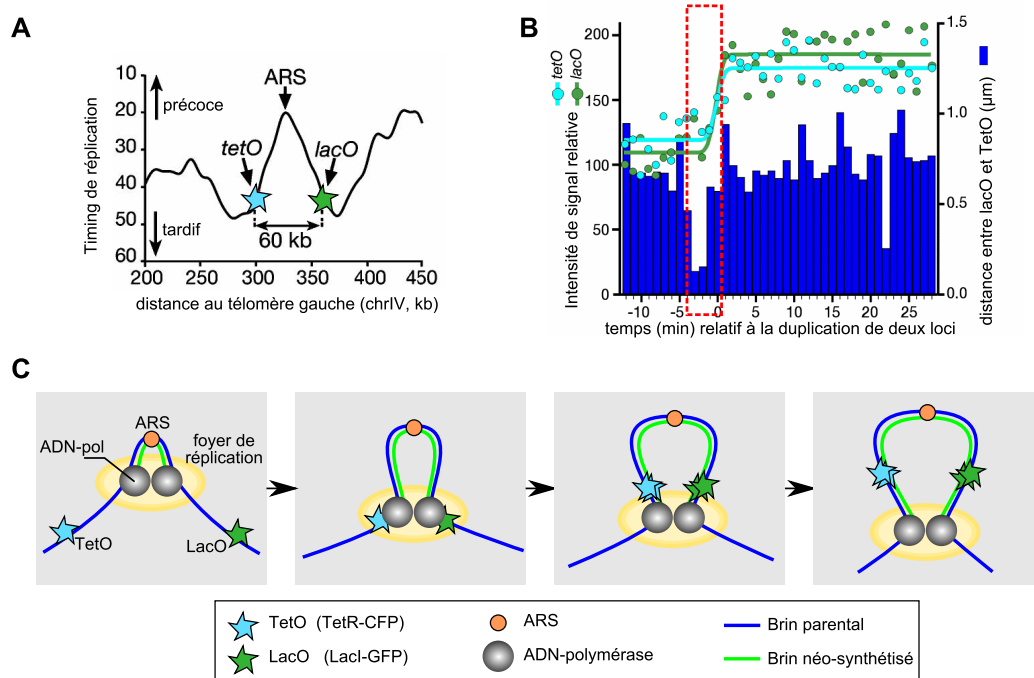 A
Timing de réplication
10
20
30
40
50
60
précoce
tardif
ARS
tetO
lacO
60 kb
200
250
300
350
400
450
distance au télomère gauche (chrIV, kb)
B
tetO
lacO
Intensité de signal relative
200
150
100
50
0
1.5
1.0
0.5
0.0
distance entre lacO et TetO (µm)
-10
-5
0
5
10
15
20
25
temps (min) relatif à la duplication de deux loci
C
ARS
ADN-pol
foyer de
réplication
TetO
LacO
TetO (TetR-CFP)
LacO (LacI-GFP)
ARS
ADN-polymérase
Brin parental
Brin néo-synthétisé